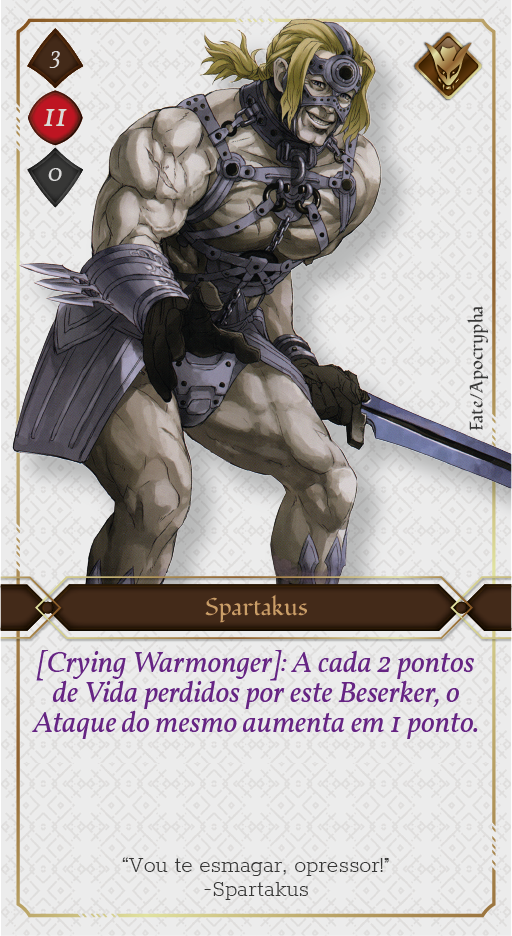 3
11
0
Fate/Apocrypha
Spartakus
[Crying Warmonger]: A cada 2 pontos
de Vida perdidos por este Beserker, o
Ataque do mesmo aumenta em 1 ponto.
“Vou te esmagar, opressor!”
-Spartakus